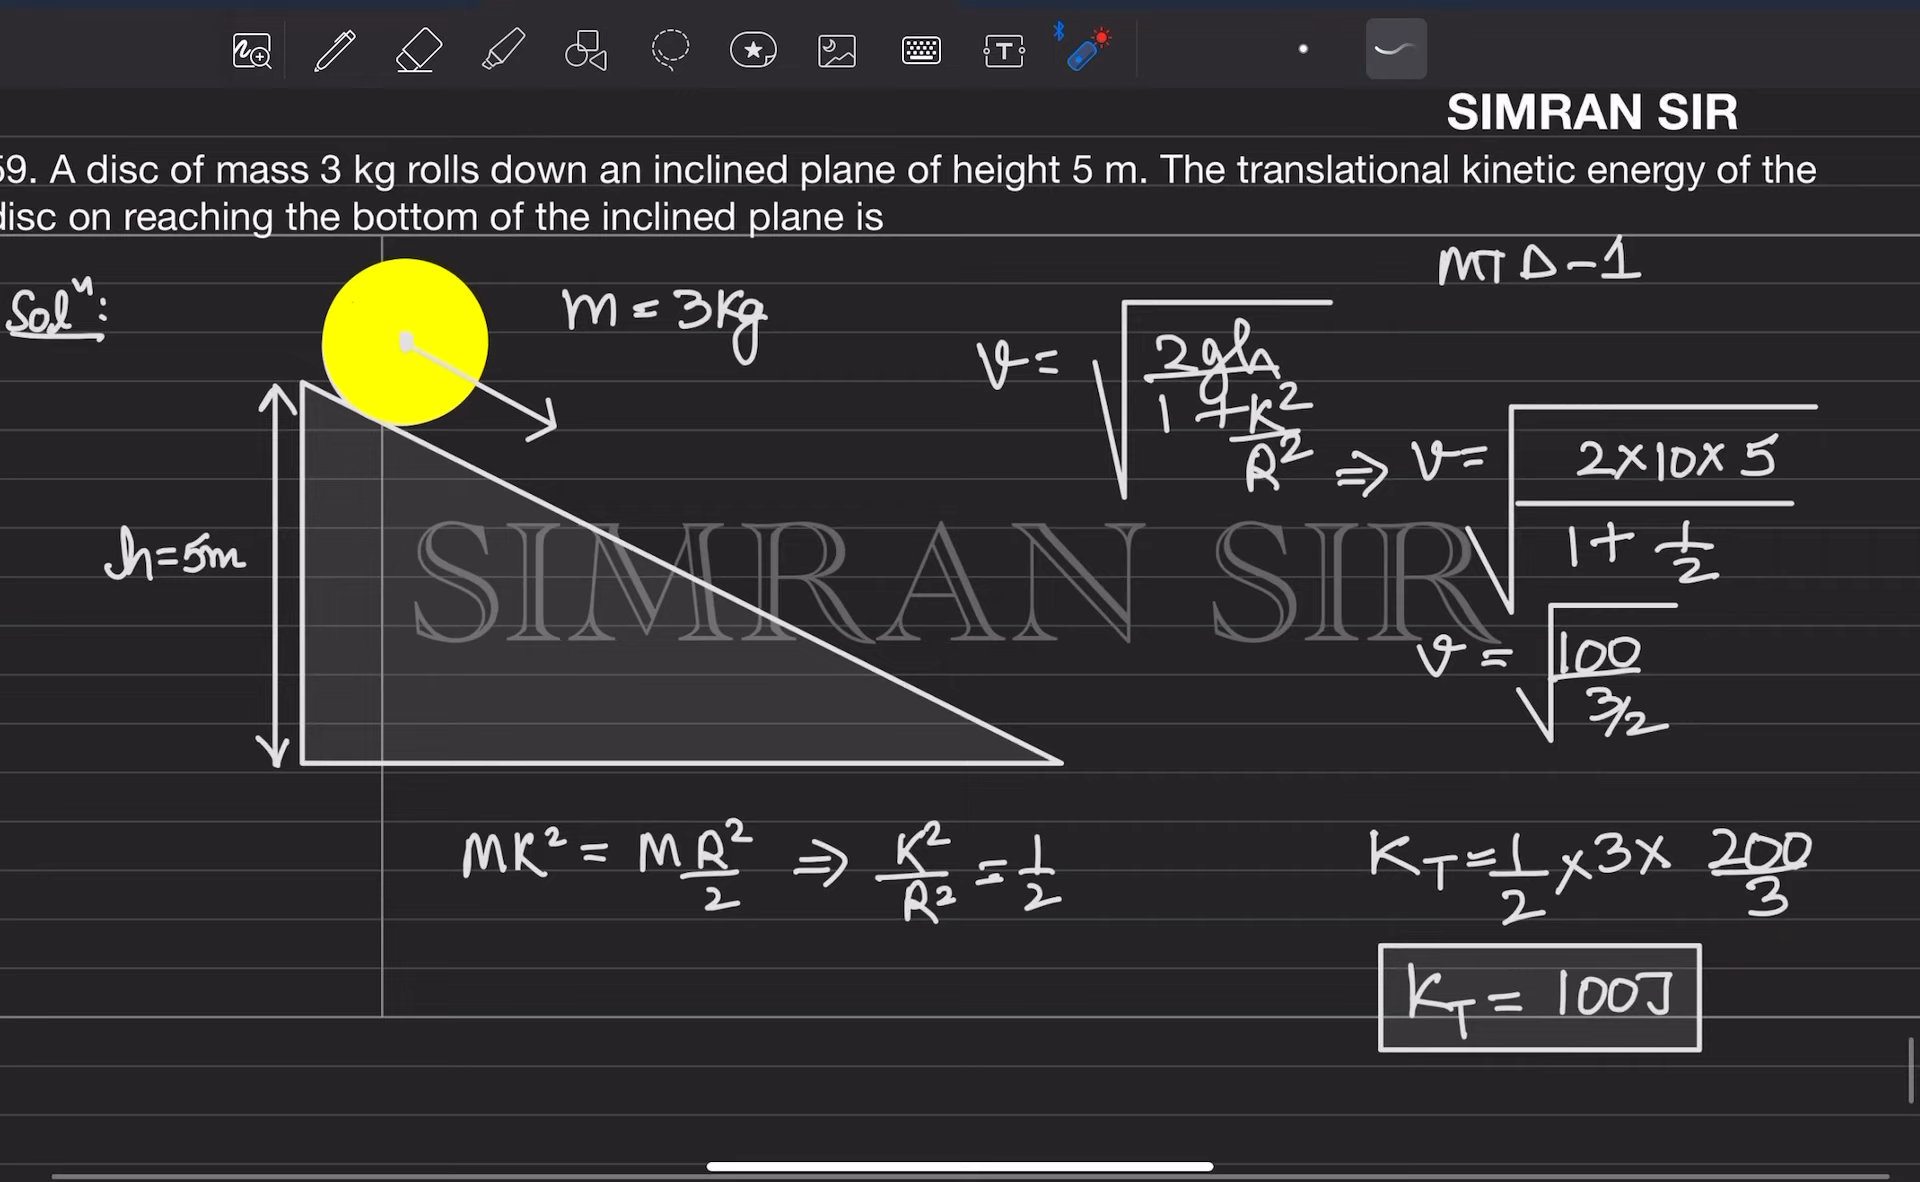 SIMRAN SIR
59. A disc of mass 3 kg rolls down an inclined plane of height 5 m. The translational kinetic energy of the
disc on reaching the bottom of the inclined plane is
MTD-1
Solⁿ:
m = 3Kg
v = √(2gh / (1 + K²/R²))
⇒ v = √((2×10×5) / (1 + 1/2))
h=5m
SIMRAN SIR
v = √(100 / (3/2))
MK² = MR²/2 ⇒ K²/R² = 1/2
K_T = 1/2 × 3 × 200/3
K_T = 100J